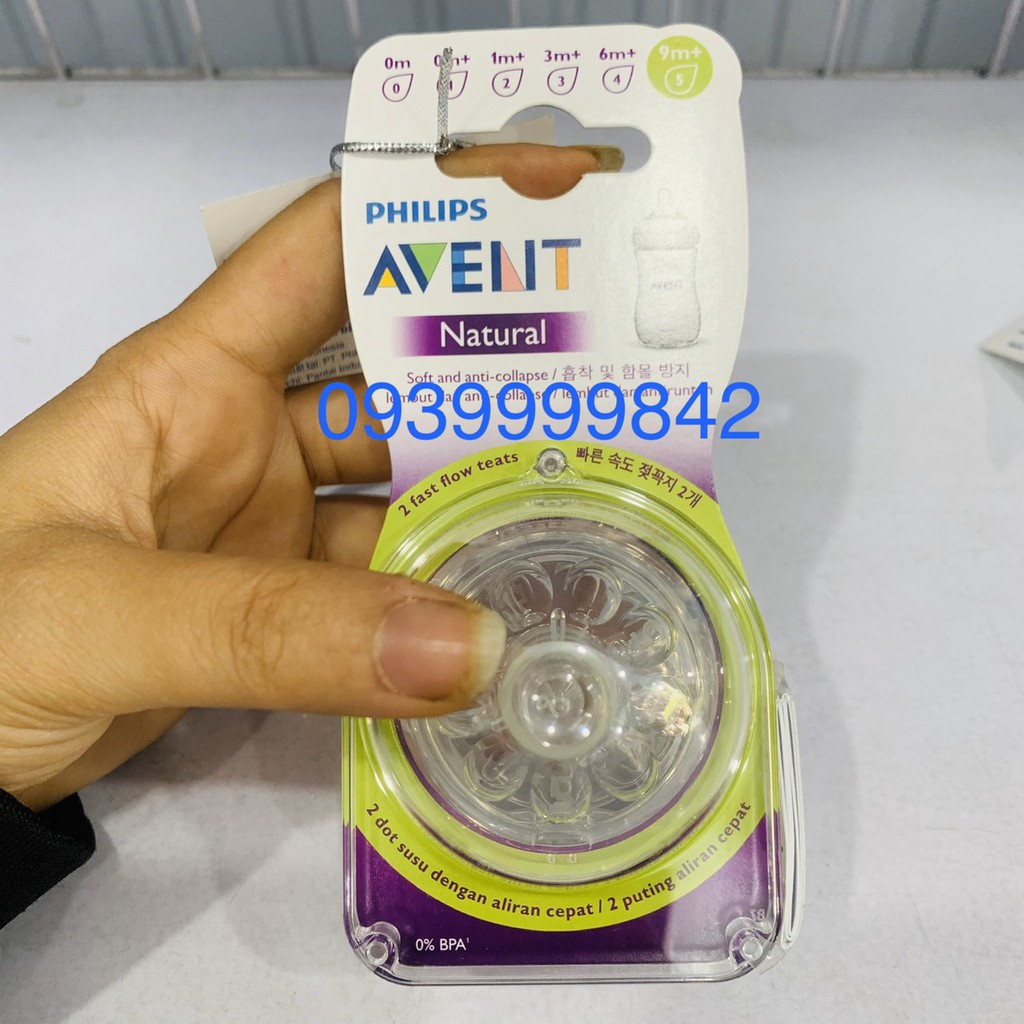 0m 0m+ 1m+ 3m+ 6m+ 9m+
0 1 2 3 4 5
PHILIPS
AVENT
AVENT
Natural
Soft and anti-collapse / 흡착 및 함몰 방지
0939999842
2 fast flow teats
빠른 속도 젖꼭지 2개
2 dot susu dengan aliran cepat / 2 puting aliran cepat
0% BPA¹